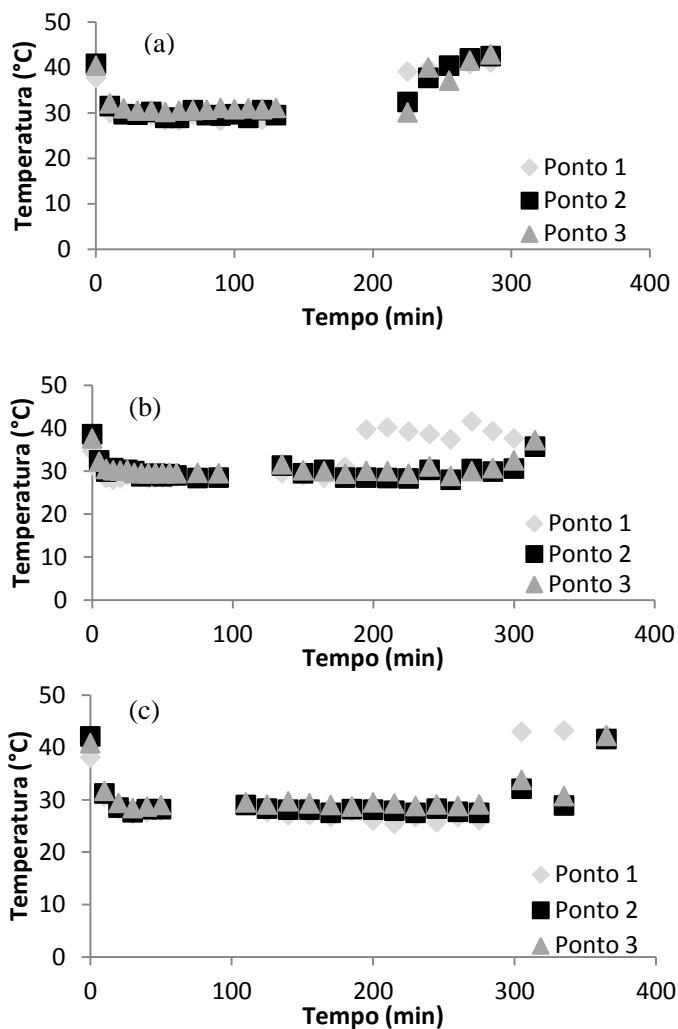 (a)
Temperatura (°C)
50
40
30
20
10
0
Ponto 1
Ponto 2
Ponto 3
0 100 200 300 400
Tempo (min)
(b)
Temperatura (°C)
50
40
30
20
10
0
Ponto 1
Ponto 2
Ponto 3
0 100 200 300 400
Tempo (min)
(c)
Temperatura (°C)
50
40
30
20
10
0
Ponto 1
Ponto 2
Ponto 3
0 100 200 300 400
Tempo (min)